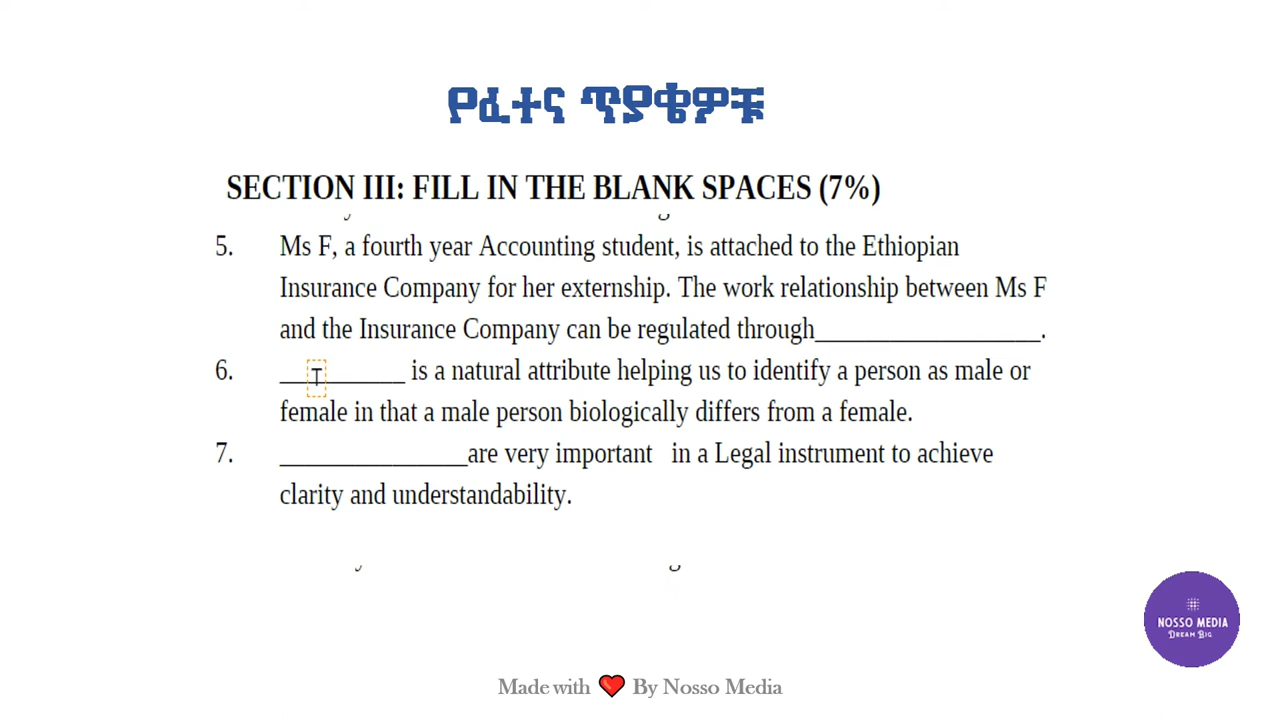 የፈተና ጥያቄዎቹ
SECTION III: FILL IN THE BLANK SPACES (7%)
5. Ms F, a fourth year Accounting student, is attached to the Ethiopian
Insurance Company for her externship. The work relationship between Ms F
and the Insurance Company can be regulated through__________________.
6. __________ is a natural attribute helping us to identify a person as male or
female in that a male person biologically differs from a female.
7. _______________are very important in a Legal instrument to achieve
clarity and understandability.
NOSSO MEDIA
DREAM BIG
Made with ❤ By Nosso Media